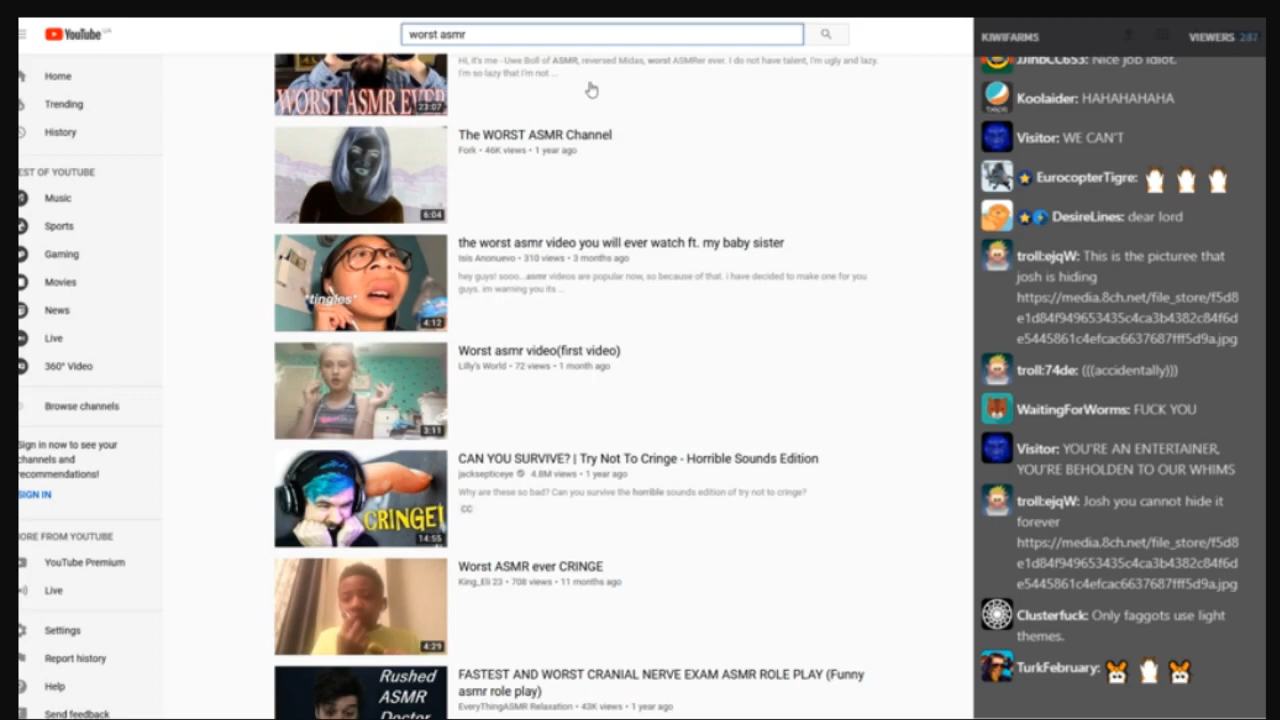 YouTube UA
worst asmr
Home
Trending
History
EST OF YOUTUBE
Music
Sports
Gaming
Movies
News
Live
360° Video
Browse channels
Sign in now to see your
channels and
recommendations!
SIGN IN
ORE FROM YOUTUBE
YouTube Premium
Live
Settings
Report history
Help
Send feedback
WORST ASMR EVER
23:07
Hi, it's me - Uwe Boll of ASMR, reversed Midas, worst ASMRer ever. I do not have talent, I'm ugly and lazy.
I'm so lazy that I'm not ...
6:04
The WORST ASMR Channel
Fork • 46K views • 1 year ago
*tingles*
4:12
the worst asmr video you will ever watch ft. my baby sister
Isis Anonuevo • 310 views • 3 months ago
hey guys! sooo...asmr videos are popular now, so because of that. i have decided to make one for you
guys. im warning you its ...
3:11
Worst asmr video(first video)
Lilly's World • 72 views • 1 month ago
CRINGE!
14:55
CAN YOU SURVIVE? | Try Not To Cringe - Horrible Sounds Edition
jacksepticeye 4.8M views • 1 year ago
Why are these so bad? Can you survive the horrible sounds edition of try not to cringe?
CC
4:29
Worst ASMR ever CRINGE
King_Eli 23 • 708 views • 11 months ago
Rushed
ASMR
Doctor
FASTEST AND WORST CRANIAL NERVE EXAM ASMR ROLE PLAY (Funny
asmr role play)
EveryThingASMR Relaxation • 43K views • 1 year ago
KIWIFARMS
VIEWERS 287
JimbCC653: Nice job idiot.
Koolaider: HAHAHAHAHA
Visitor: WE CAN'T
EurocopterTigre:
DesireLines: dear lord
troll:ejqW: This is the picturee that
josh is hiding
https://media.8ch.net/file_store/f5d8
e1d84f949653435c4ca3b4382c84f6d
e5445861c4efcac6637687fff5d9a.jpg
troll:74de: (((accidentally)))
WaitingForWorms: FUCK YOU
Visitor: YOU'RE AN ENTERTAINER,
YOU'RE BEHOLDEN TO OUR WHIMS
troll:ejqW: Josh you cannot hide it
forever
https://media.8ch.net/file_store/f5d8
e1d84f949653435c4ca3b4382c84f6d
e5445861c4efcac6637687fff5d9a.jpg
Clusterfuck: Only faggots use light
themes.
TurkFebruary: